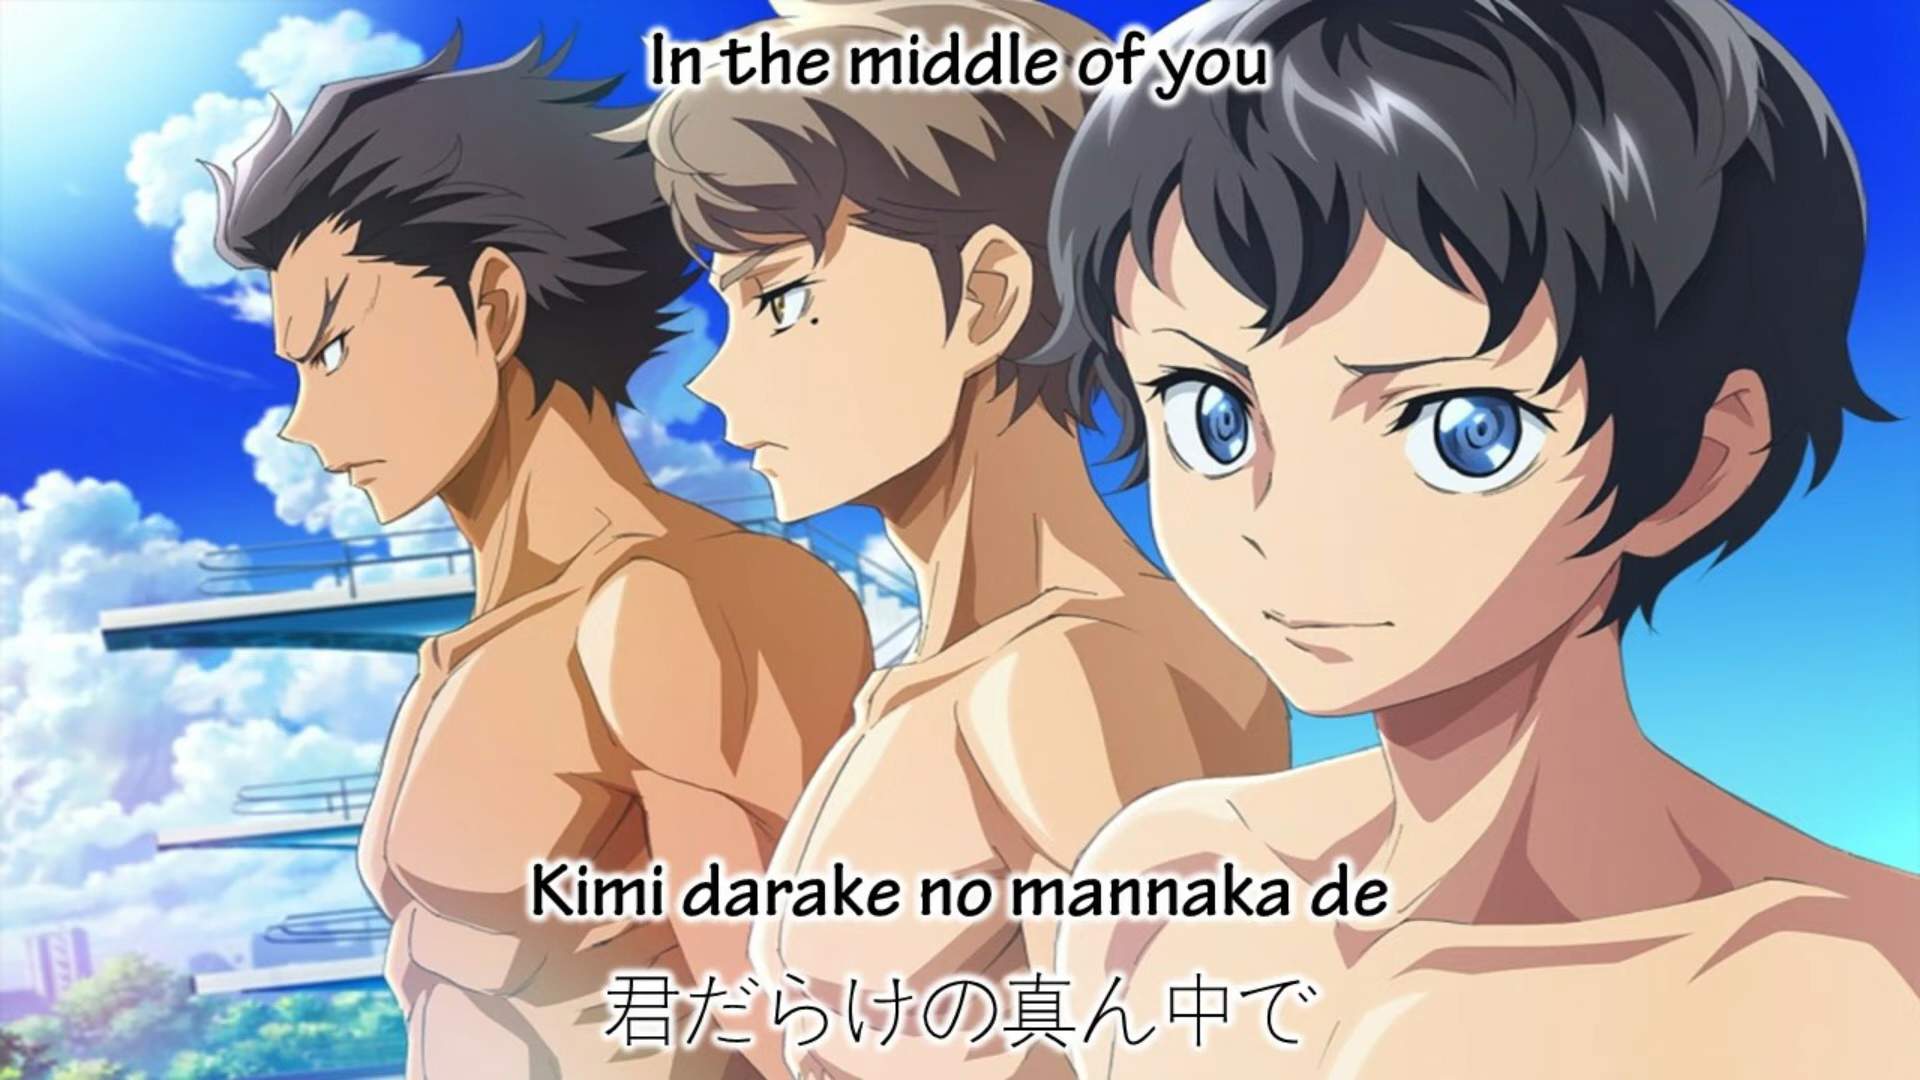 In the middle of you
Kimi darake no mannaka de
君だらけの真ん中で